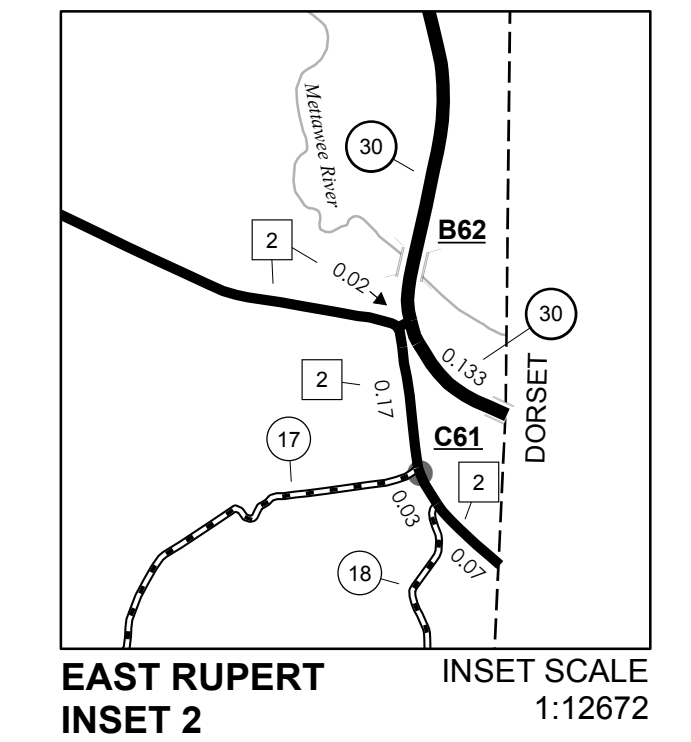 Mettawee River
30
B62
2
0.02
30
0.133
DORSET
2
0.17
C61
17
2
0.03
18
0.07
EAST RUPERT
INSET 2
INSET SCALE
1:12672